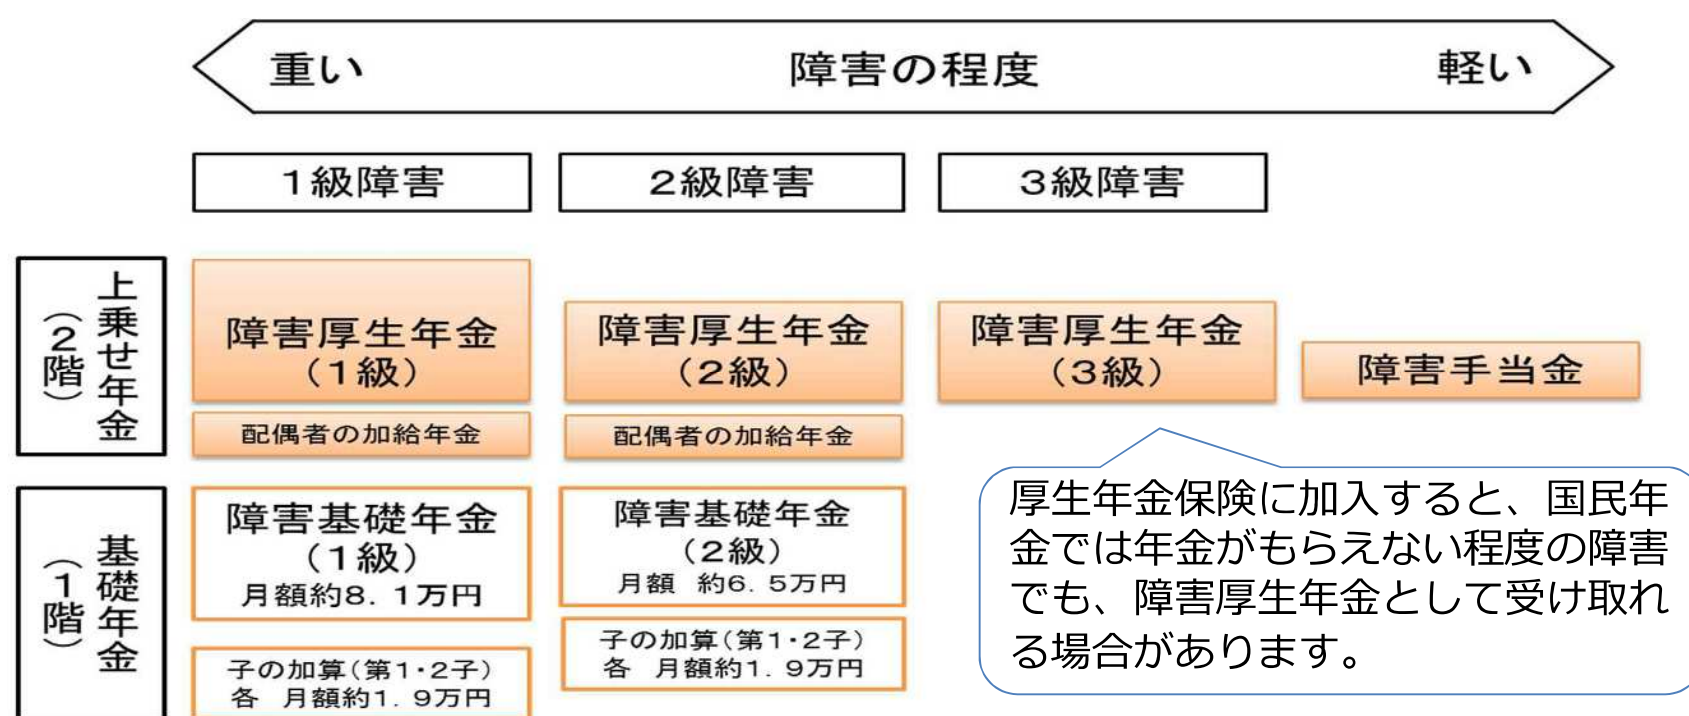 重い 障害の程度 軽い
1級障害 2級障害 3級障害
上乗せ年金
（2階）
障害厚生年金
（1級）
配偶者の加給年金
障害厚生年金
（2級）
配偶者の加給年金
障害厚生年金
（3級）
障害手当金
基礎年金
（1階）
障害基礎年金
（1級）
月額約8．1万円
子の加算（第1・2子）
各　月額約1．9万円
障害基礎年金
（2級）
月額　約6．5万円
子の加算（第1・2子）
各　月額約1．9万円
厚生年金保険に加入すると、国民年
金では年金がもらえない程度の障害
でも、障害厚生年金として受け取れ
る場合があります。